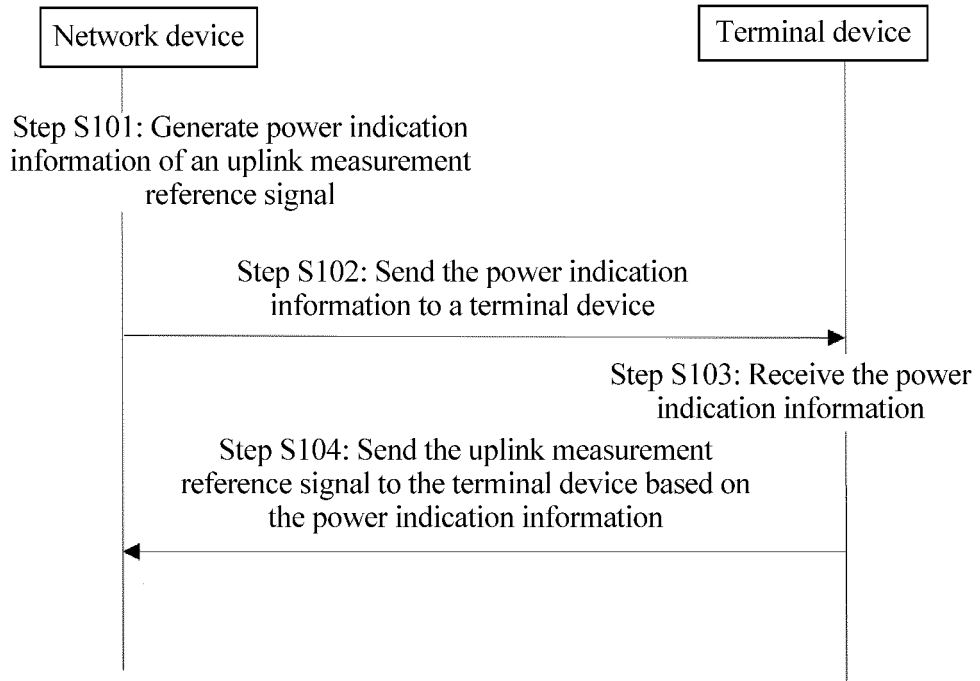 Network device
Terminal device
Step S101: Generate power indication
information of an uplink measurement
reference signal
Step S102: Send the power indication
information to a terminal device
Step S103: Receive the power
indication information
Step S104: Send the uplink measurement
reference signal to the terminal device based on
the power indication information